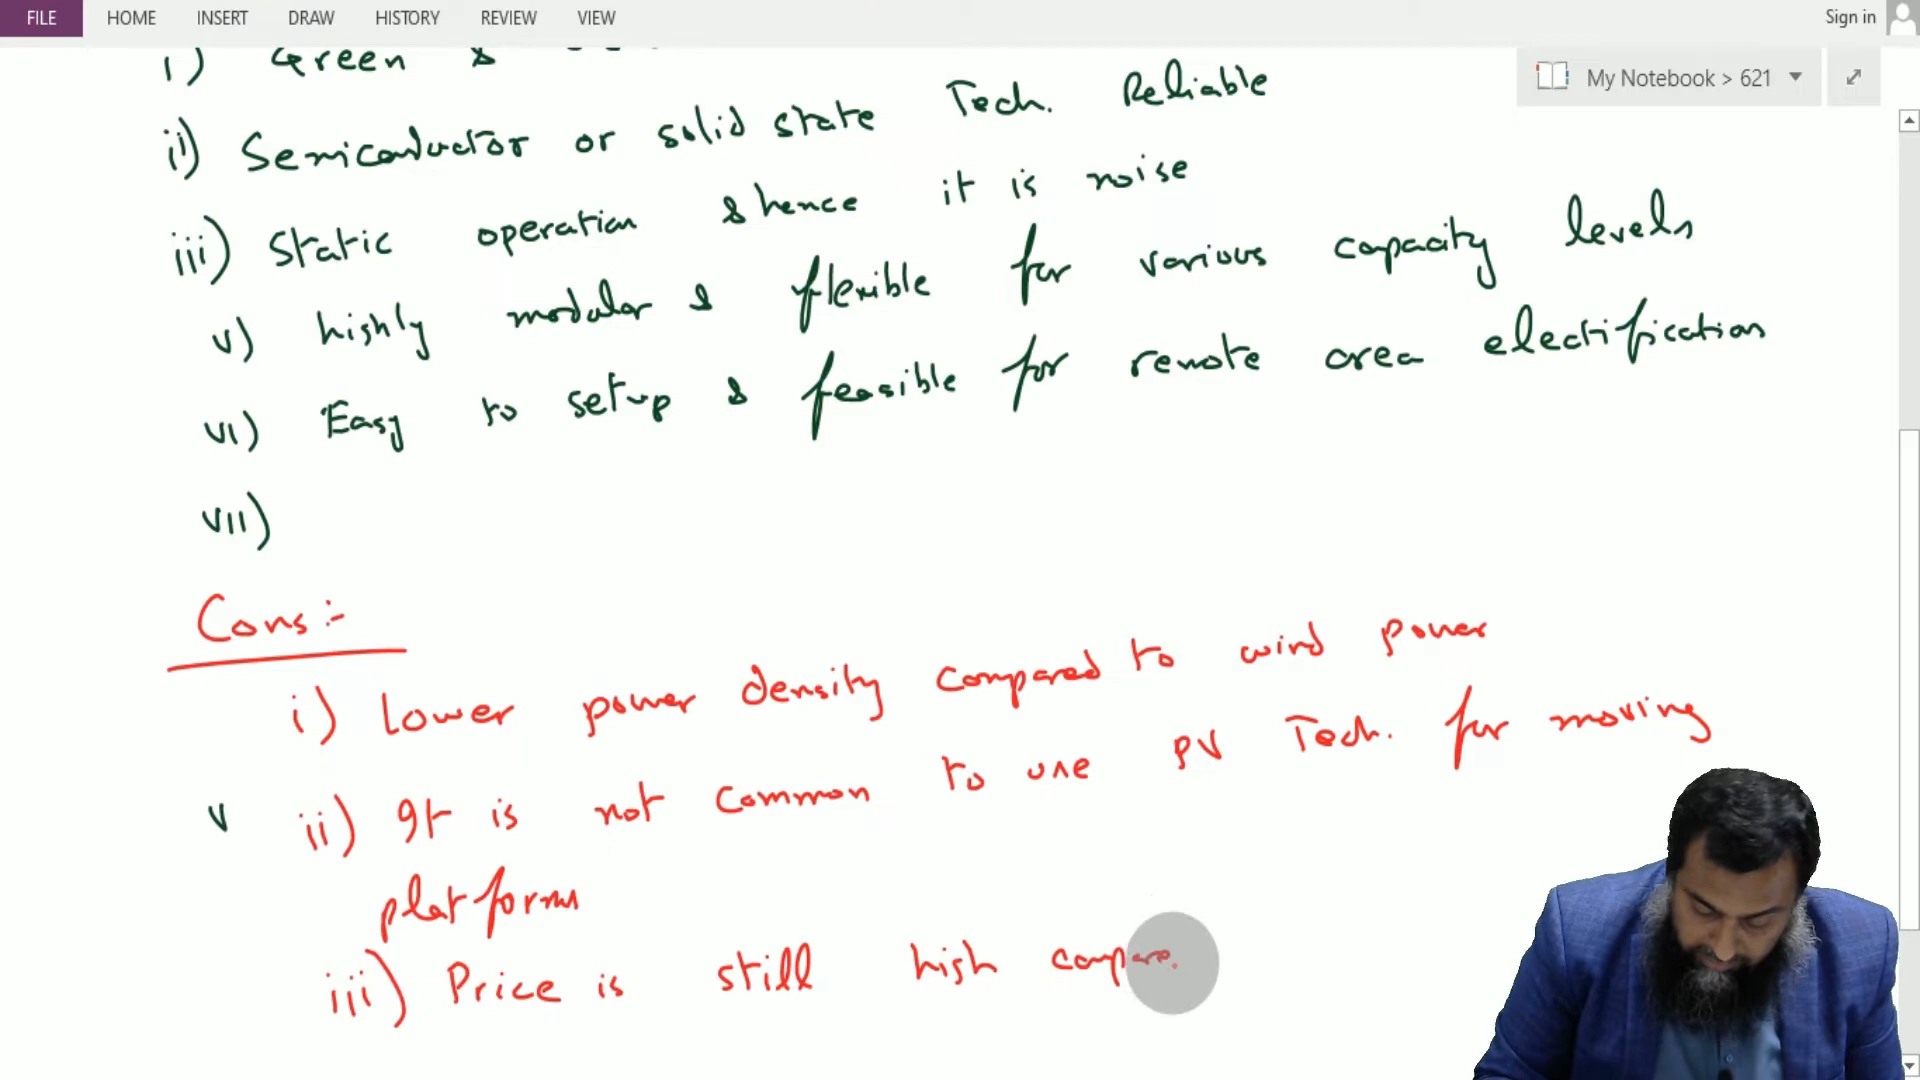 FILE HOME INSERT DRAW HISTORY REVIEW VIEW Sign in
My Notebook > 621
i) Green &
ii) Semiconductor or solid state Tech. Reliable
iii) Static operation & hence it is noise
v) highly modular & flexible for various capacity levels
vi) Easy to setup & feasible for remote area electrification
vii)
Cons :-
i) Lower power density compared to wind power
v ii) It is not common to use PV Tech. for moving
platforms
iii) Price is still high compare